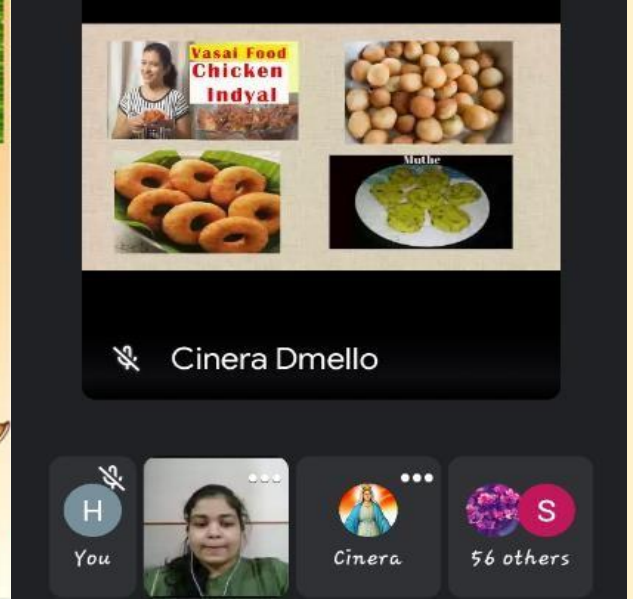 Vasai Food
Chicken
Indyal
Muthe
Cinera Dmello
H
You
Cinera
S
56 others